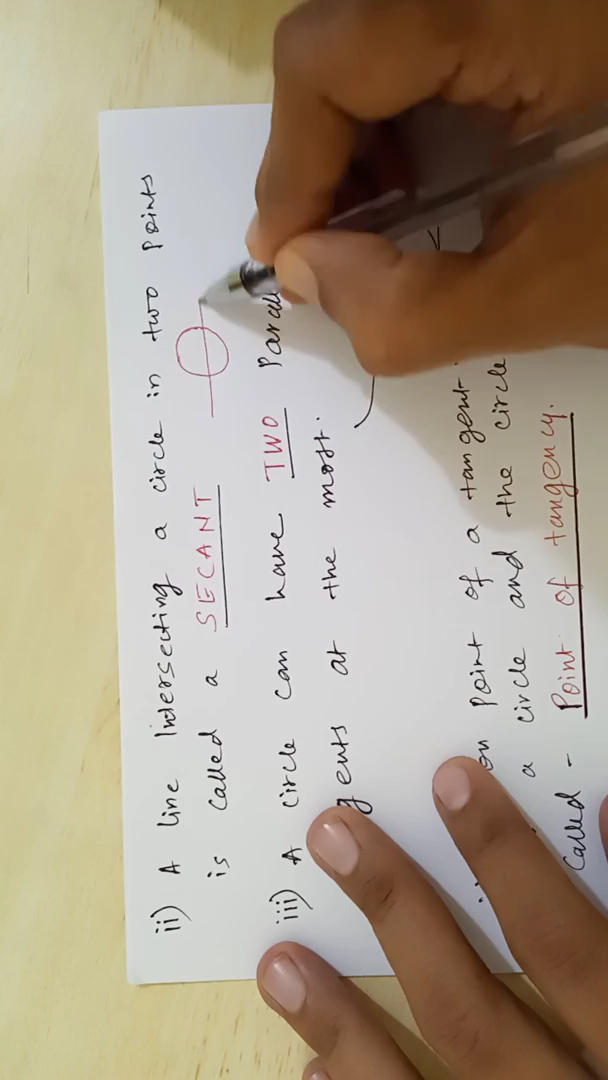 ii) A line Intersecting a circle in two points
is called a SECANT
iii) A circle can have TWO
gents at the most.
on point of a tangent
a circle and the circle
called - Point of tangency.